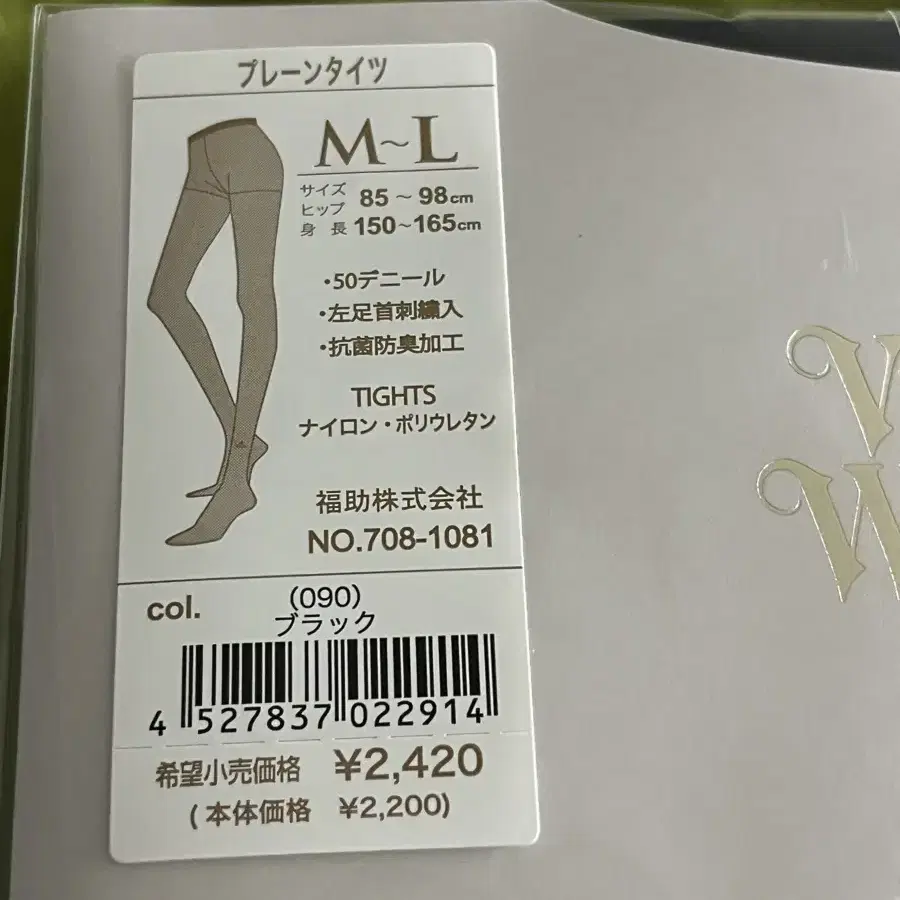 プレーンタイツ
M~L
サイズ
ヒップ 85 ~ 98cm
身 長 150~165cm
・50デニール
・左足首刺繍入
・抗菌防臭加工
TIGHTS
ナイロン・ポリウレタン
福助株式会社
NO.708-1081
col.
(090)
ブラック
4 527837 022914
希望小売価格 ¥2,420
(本体価格 ¥2,200)
V
W